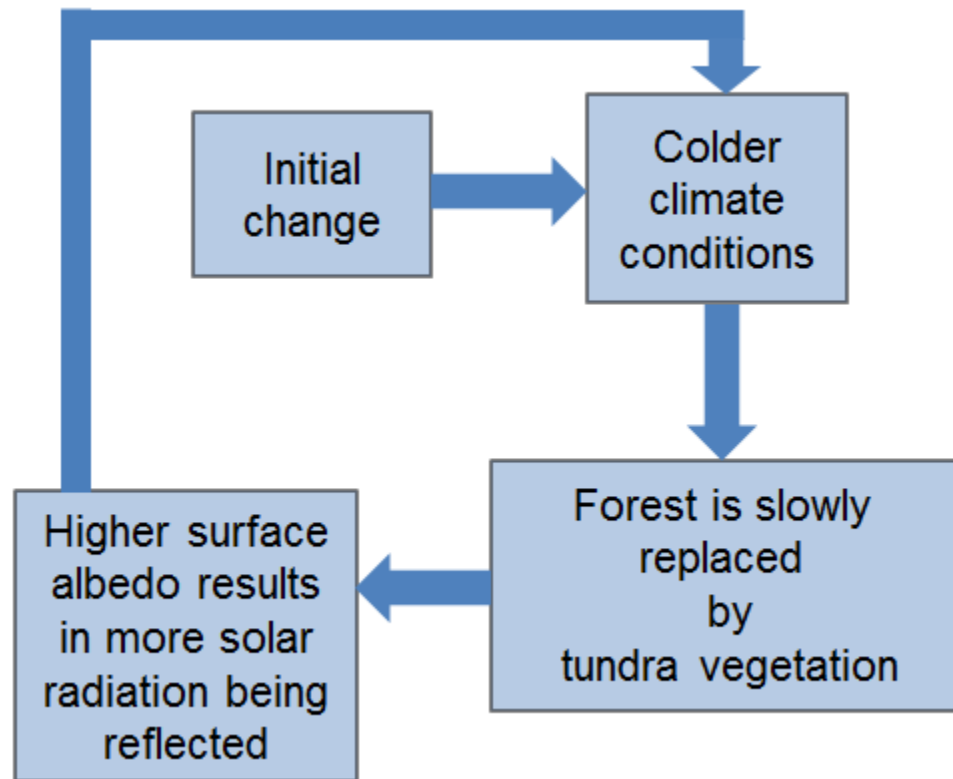 Initial
change
Colder
climate
conditions
Forest is slowly
replaced
by
tundra vegetation
Higher surface
albedo results
in more solar
radiation being
reflected